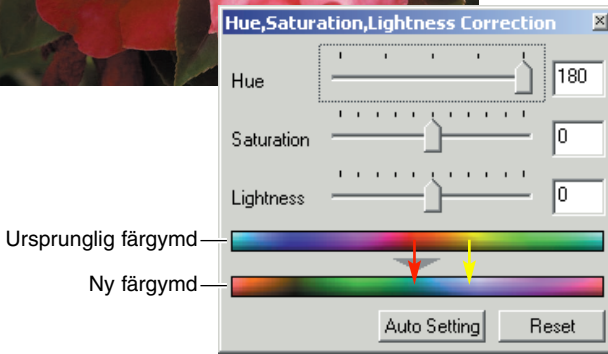 Hue,Saturation,Lightness Correction
Hue 180
Saturation 0
Lightness 0
Ursprunglig färgymd
Ny färgymd
Auto Setting Reset